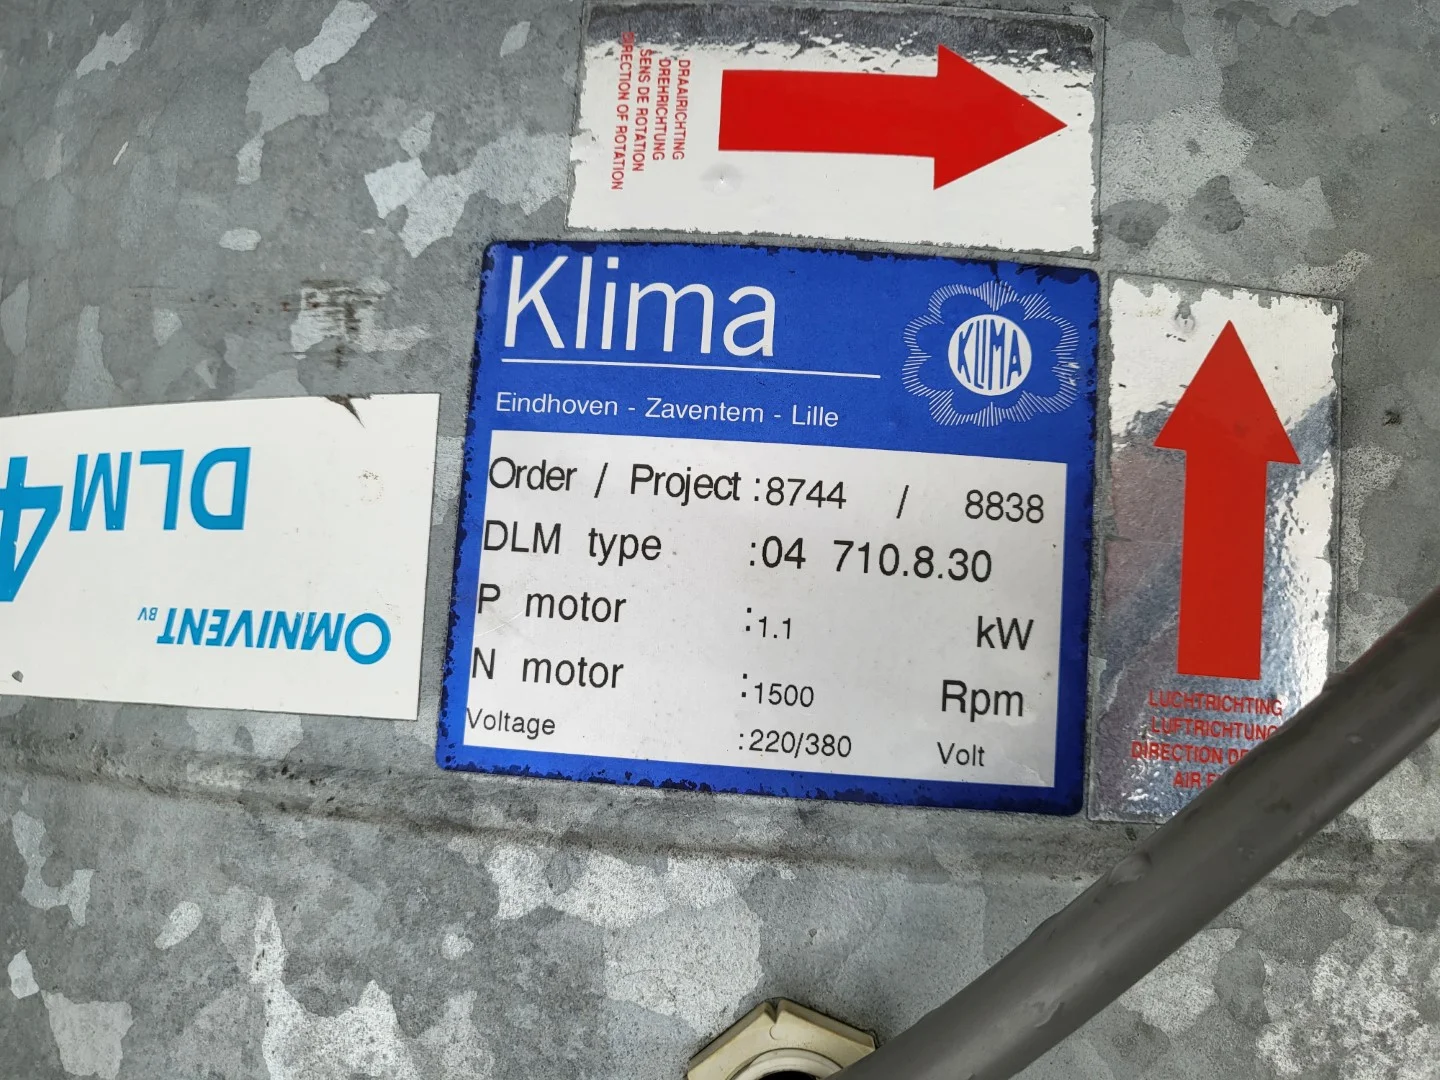 DRAAIRICHTING
DREHRICHTUNG
SENS DE ROTATION
DIRECTION OF ROTATION
Klima
KLIMA
Eindhoven - Zaventem - Lille
Order / Project :8744 / 8838
DLM type :04 710.8.30
P motor :1.1 kW
N motor :1500 Rpm
Voltage :220/380 Volt
OMNIVENT BV
DLM4
LUCHTRICHTING
LUFTRICHTUNG
DIRECTION
AIR